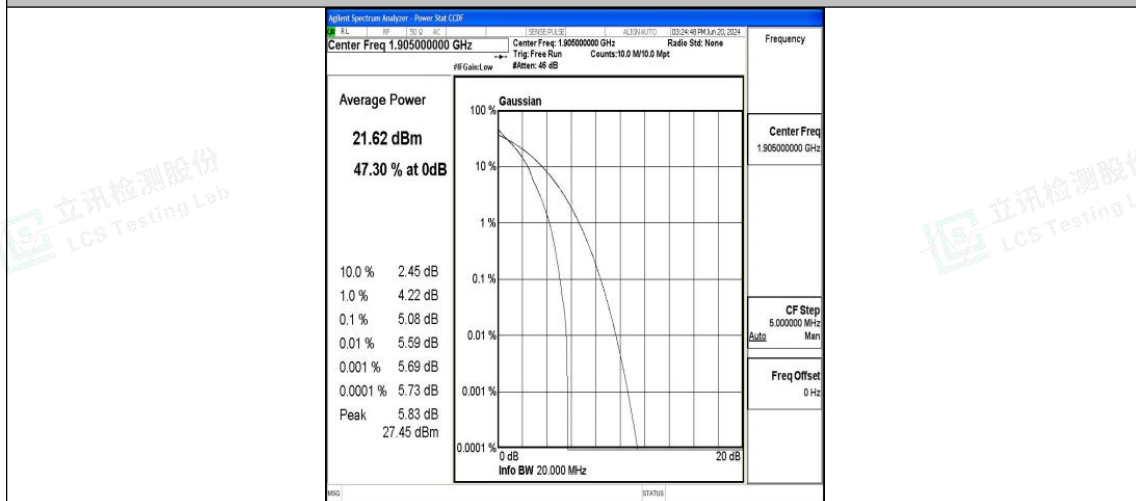 Agilent Spectrum Analyzer - Power Stat CCDF
RL RF 50 Ω AC SENSE:PULSE ALIGN AUTO 03:24:48 PM Jun 20, 2024
Center Freq 1.905000000 GHz
Center Freq: 1.905000000 GHz
Radio Std: None
Trig: Free Run
Counts:10.0 M/10.0 Mpt
#IFGain:Low
#Atten: 46 dB
Frequency
Average Power
21.62 dBm
47.30 % at 0dB
10.0 % 2.45 dB
1.0 % 4.22 dB
0.1 % 5.08 dB
0.01 % 5.59 dB
0.001 % 5.69 dB
0.0001 % 5.73 dB
Peak 5.83 dB
27.45 dBm
Gaussian
100 %
10 %
1 %
0.1 %
0.01 %
0.001 %
0.0001 %
0 dB
20 dB
Info BW 20.000 MHz
Center Freq
1.905000000 GHz
CF Step
5.000000 MHz
Auto Man
Freq Offset
0 Hz
MSG
STATUS
立讯检测股份
LCS Testing Lab
立讯检测股份
LCS Testing L